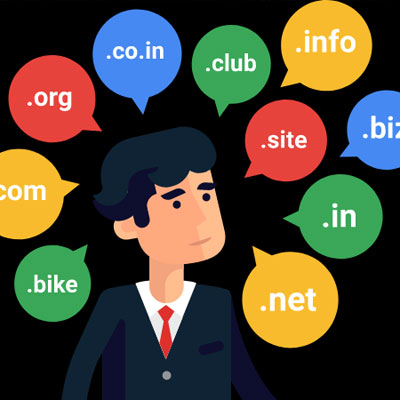 .co.in
.club
.info
.org
.site
.biz
com
.in
.bike
.net